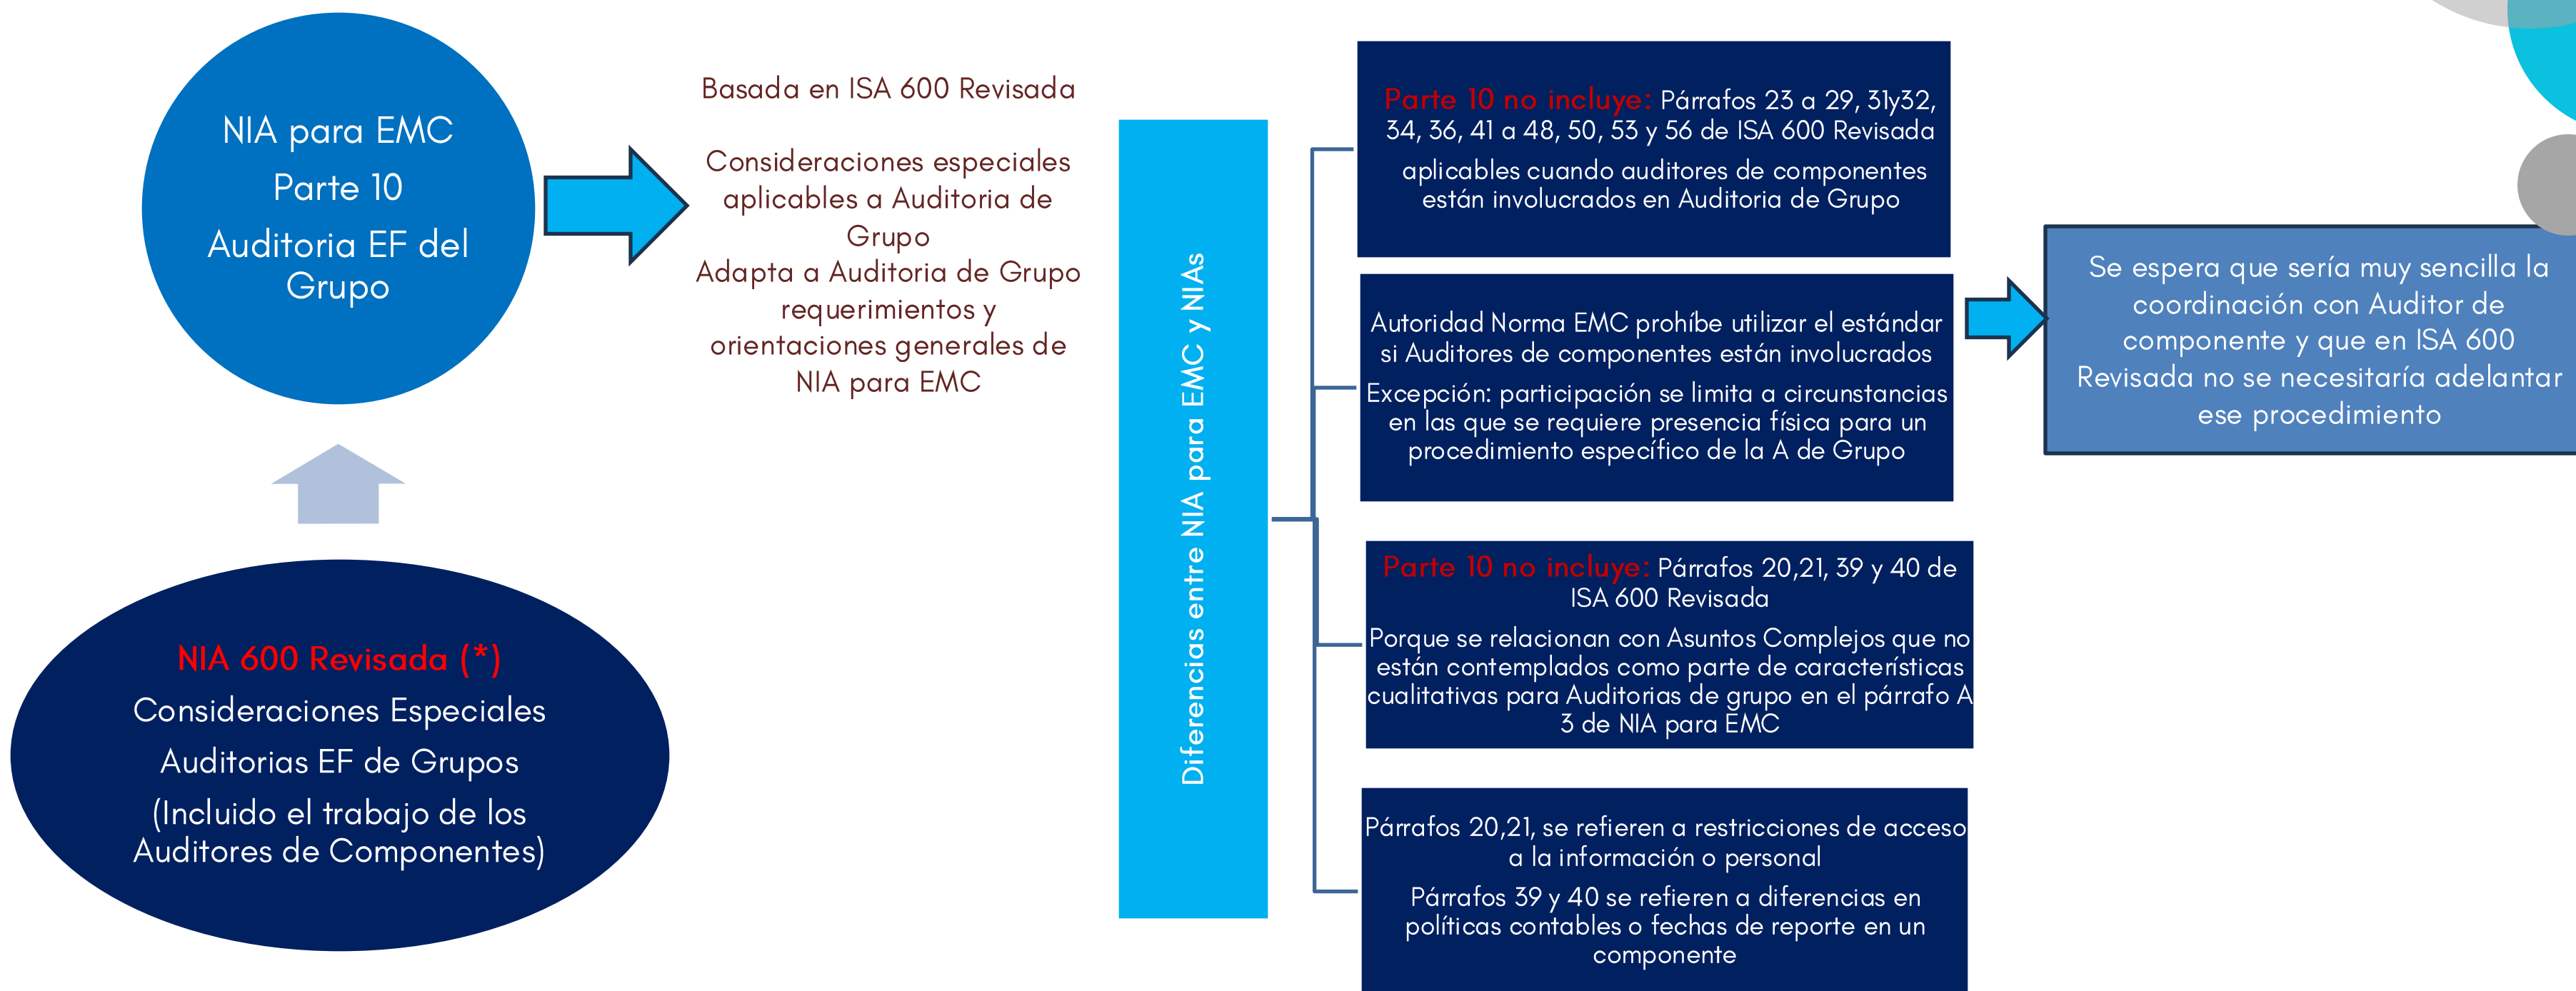 NIA para EMC
Parte 10
Auditoria EF del
Grupo
NIA 600 Revisada (*)
Consideraciones Especiales
Auditorias EF de Grupos
(Incluido el trabajo de los
Auditores de Componentes)
Basada en ISA 600 Revisada
Consideraciones especiales
aplicables a Auditoria de
Grupo
Adapta a Auditoria de Grupo
requerimientos y
orientaciones generales de
NIA para EMC
Diferencias entre NIA para EMC y NIAs
Parte 10 no incluye: Párrafos 23 a 29, 31y32,
34, 36, 41 a 48, 50, 53 y 56 de ISA 600 Revisada
aplicables cuando auditores de componentes
están involucrados en Auditoria de Grupo
Autoridad Norma EMC prohíbe utilizar el estándar
si Auditores de componentes están involucrados
Excepción: participación se limita a circunstancias
en las que se requiere presencia física para un
procedimiento específico de la A de Grupo
Se espera que sería muy sencilla la
coordinación con Auditor de
componente y que en ISA 600
Revisada no se necesitaría adelantar
ese procedimiento
Parte 10 no incluye: Párrafos 20,21, 39 y 40 de
ISA 600 Revisada
Porque se relacionan con Asuntos Complejos que no
están contemplados como parte de características
cualitativas para Auditorias de grupo en el párrafo A
3 de NIA para EMC
Párrafos 20,21, se refieren a restricciones de acceso
a la información o personal
Párrafos 39 y 40 se refieren a diferencias en
políticas contables o fechas de reporte en un
componente